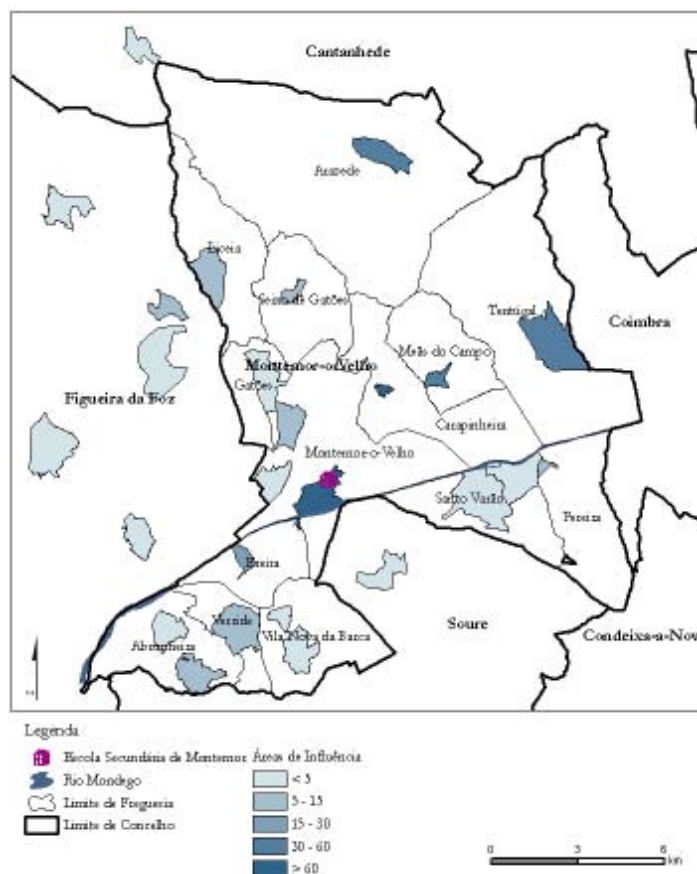 Cantanhede
Arazede
Liceia
Seixo de Gatões
Tentúgal
Coimbra
Meãs do Campo
Montemor-o-Velho
Gatões
Figueira da Foz
Carapinheira
Montemor-o-Velho
Santo Varão
Pereira
Ereira
Soure
Verride
Vila Nova da Barca
Abrunheira
Condeixa-a-Nov
Legenda
Escola Secundária de Montemor
Áreas de Influência
Rio Mondego
< 5
Limite de Freguesia
5 - 15
Limite de Concelho
15 - 30
30 - 60
> 60
0 3 6
km